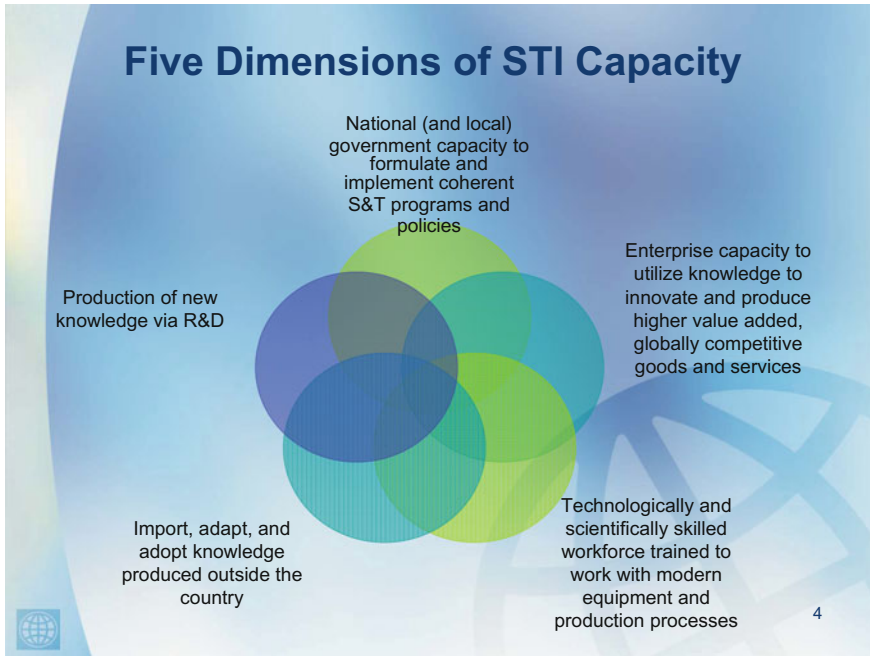 Five Dimensions of STI Capacity
National (and local)
government capacity to
formulate and
implement coherent
S&T programs and
policies
Enterprise capacity to
utilize knowledge to
innovate and produce
higher value added,
globally competitive
goods and services
Production of new
knowledge via R&D
Technologically and
scientifically skilled
workforce trained to
work with modern
equipment and
production processes
Import, adapt, and
adopt knowledge
produced outside the
country
4